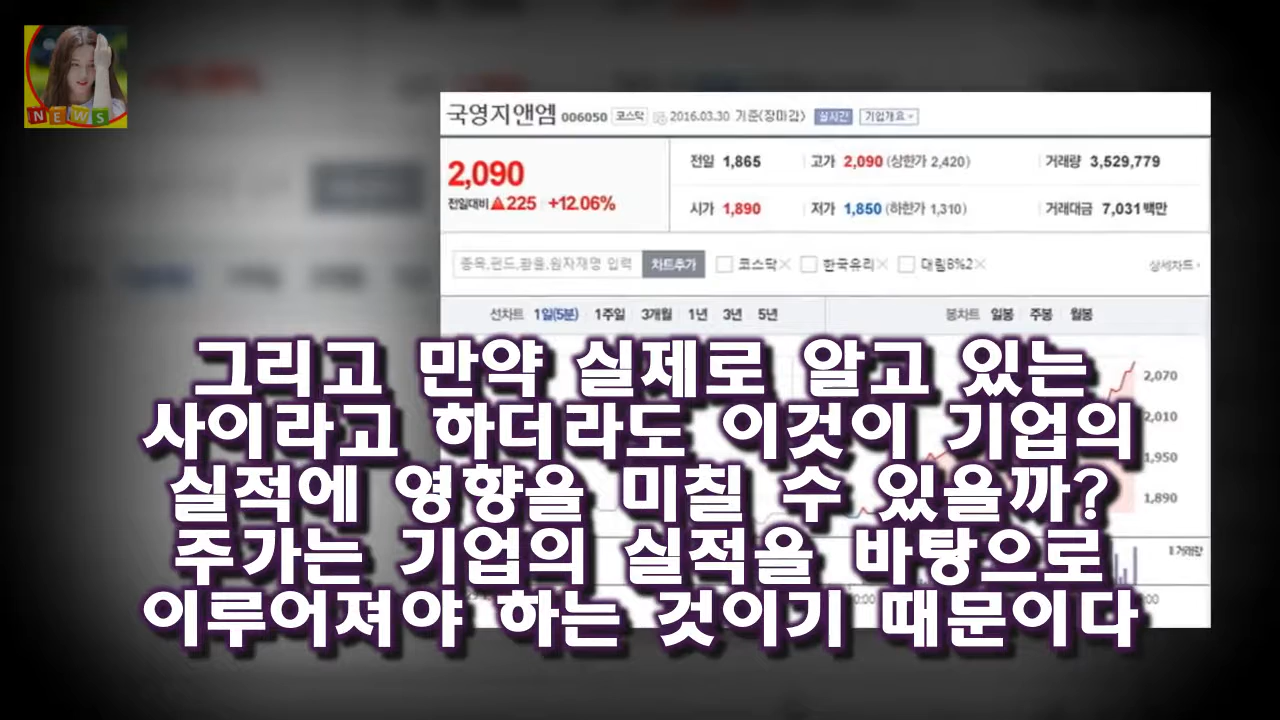 NEWS
국영지앤엠 006050 코스닥 2016.03.30 기준(장마감) 실시간 기업개요
2,090
전일대비 ▲225 +12.06%
전일 1,865 고가 2,090 (상한가 2,420) 거래량 3,529,779
시가 1,890 저가 1,850 (하한가 1,310) 거래대금 7,031백만
종목,펀드,환율,원자재명 입력 차트추가 코스닥 한국유리 대림B%2 상세차트
선차트 1일(5분) 1주일 3개월 1년 3년 5년 봉차트 일봉 주봉 월봉
2,070
2,010
1,950
1,890
거래량
그리고 만약 실제로 알고 있는
사이라고 하더라도 이것이 기업의
실적에 영향을 미칠 수 있을까?
주가는 기업의 실적을 바탕으로
이루어져야 하는 것이기 때문이다